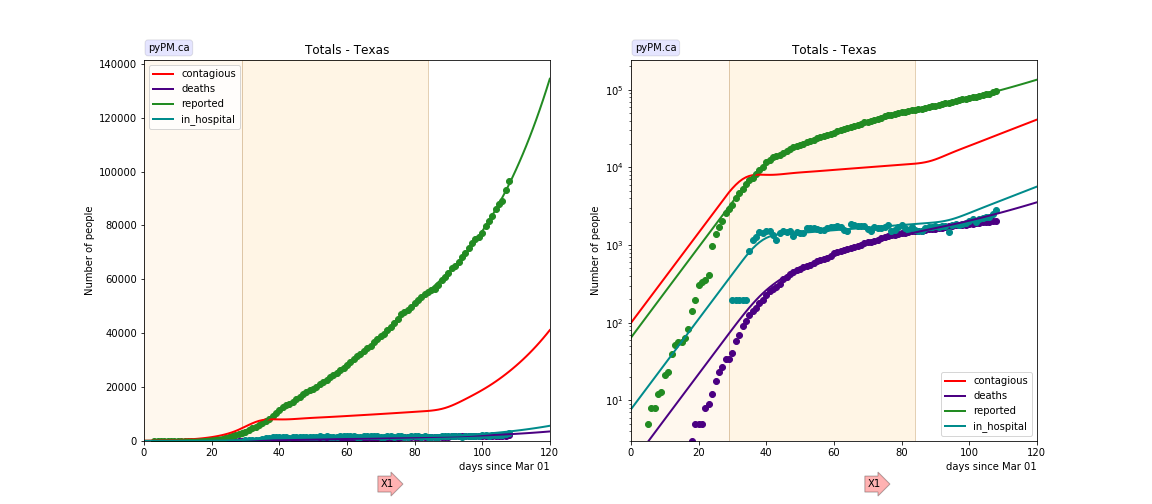 pyPM.ca
Totals - Texas
Number of people
140000
120000
100000
80000
60000
40000
20000
0
contagious
deaths
reported
in_hospital
0 20 40 60 80 100 120
days since Mar 01
X1
pyPM.ca
Totals - Texas
Number of people
10^5
10^4
10^3
10^2
10^1
contagious
deaths
reported
in_hospital
0 20 40 60 80 100 120
days since Mar 01
X1